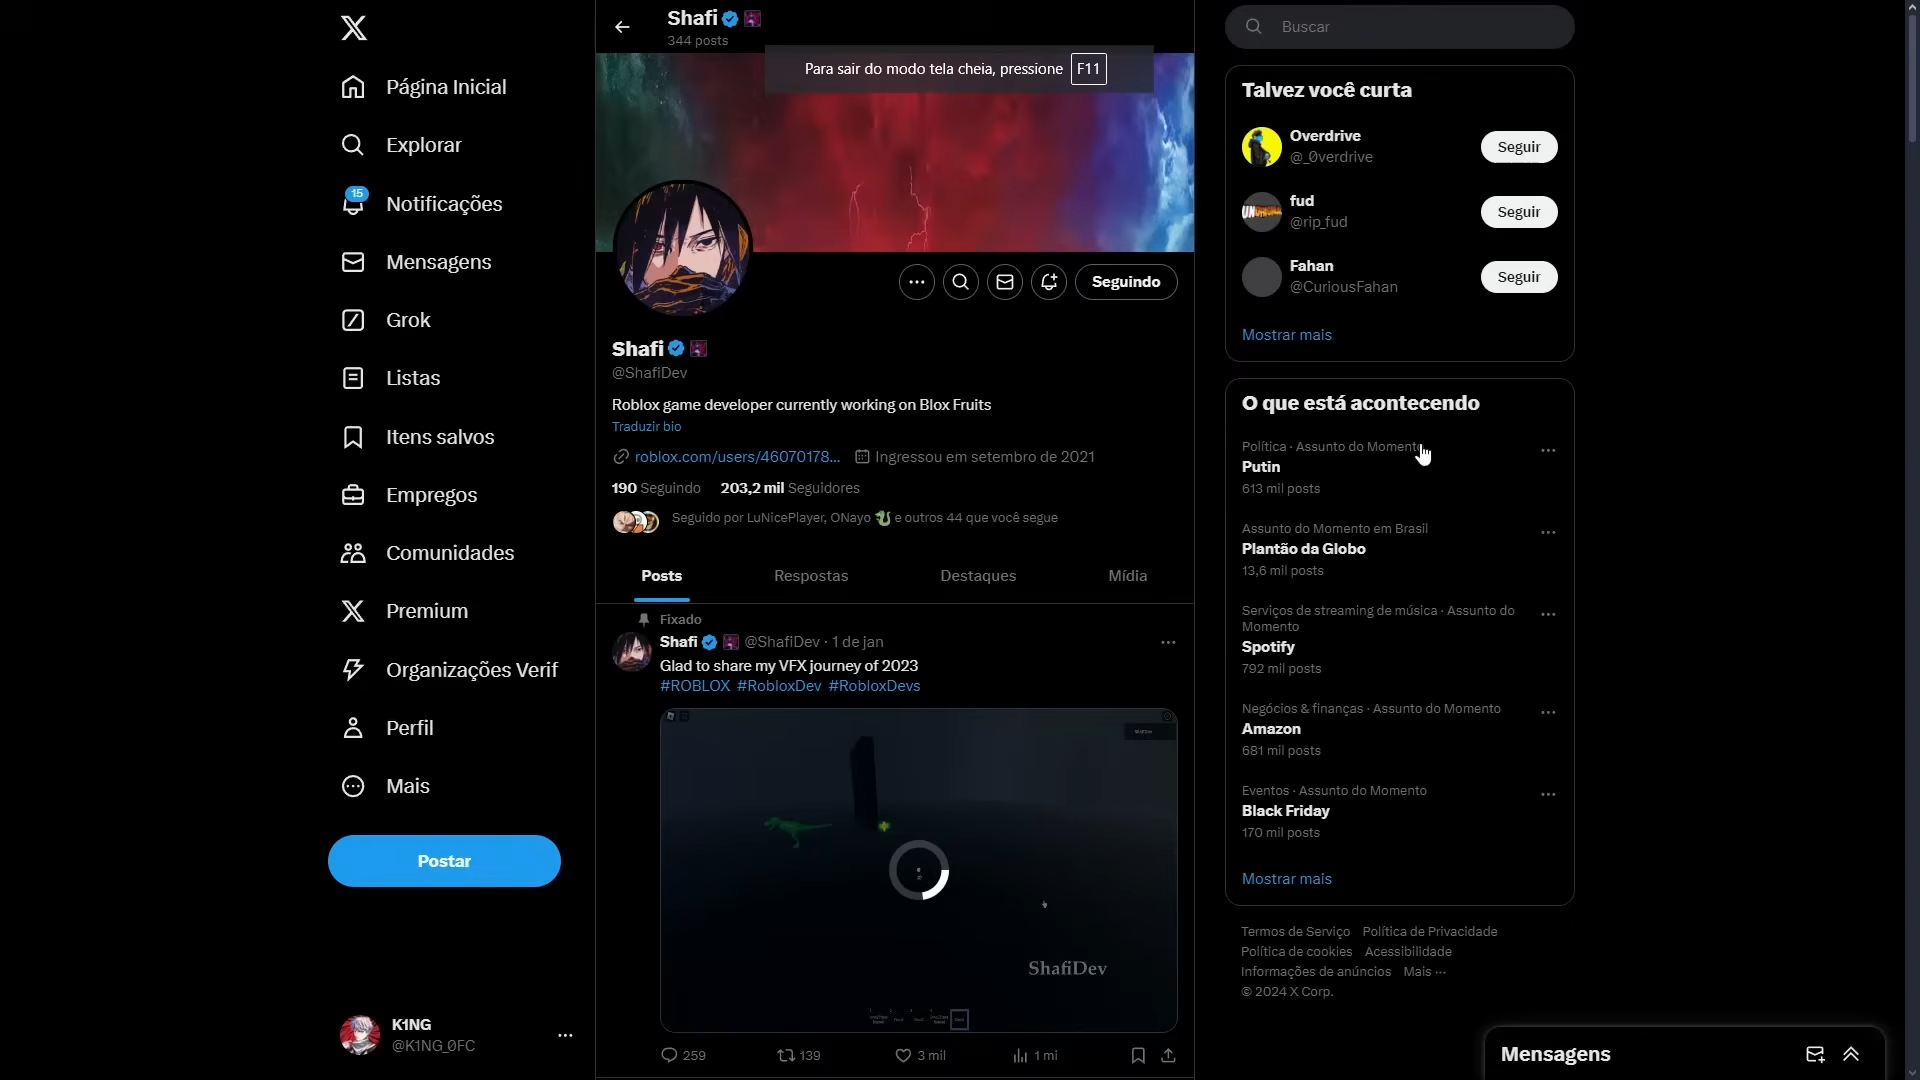 Página Inicial
Explorar
15
Notificações
Mensagens
Grok
Listas
Itens salvos
Empregos
Comunidades
Premium
Organizações Verif
Perfil
Mais
Postar
K1NG
@K1NG_0FC
Shafi
344 posts
Para sair do modo tela cheia, pressione F11
Seguindo
Shafi
@ShafiDev
Roblox game developer currently working on Blox Fruits
Traduzir bio
roblox.com/users/46070178... Ingressou em setembro de 2021
190 Seguindo 203,2 mil Seguidores
Seguido por LuNicePlayer, ONayo e outros 44 que você segue
Posts Respostas Destaques Mídia
Fixado
Shafi @ShafiDev · 1 de jan
Glad to share my VFX journey of 2023
#ROBLOX #RobloxDev #RobloxDevs
ShafiDev
259 139 3 mil 1 mi
Buscar
Talvez você curta
Overdrive
@_0verdrive
Seguir
fud
@rip_fud
Seguir
Fahan
@CuriousFahan
Seguir
Mostrar mais
O que está acontecendo
Política · Assunto do Momento
Putin
613 mil posts
Assunto do Momento em Brasil
Plantão da Globo
13,6 mil posts
Serviços de streaming de música · Assunto do
Momento
Spotify
792 mil posts
Negócios & finanças · Assunto do Momento
Amazon
681 mil posts
Eventos · Assunto do Momento
Black Friday
170 mil posts
Mostrar mais
Termos de Serviço Política de Privacidade
Política de cookies Acessibilidade
Informações de anúncios Mais ···
© 2024 X Corp.
Mensagens